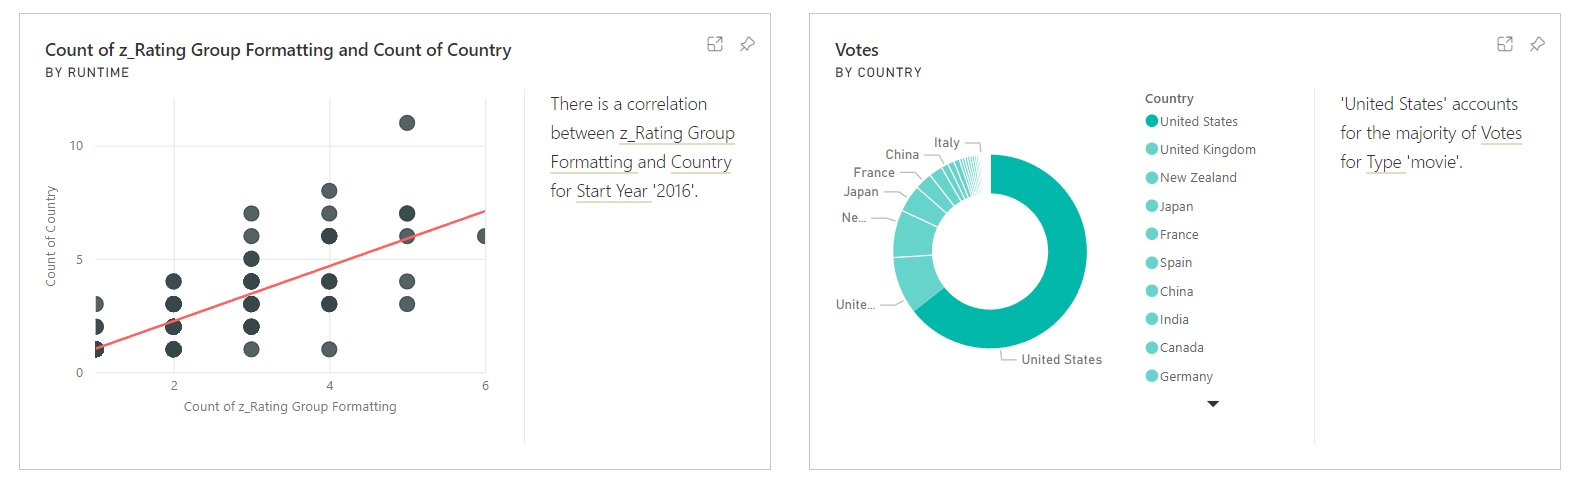 Count of z_Rating Group Formatting and Count of Country
BY RUNTIME
Count of Country
10
5
0
2
4
6
Count of z_Rating Group Formatting
There is a correlation
between z_Rating Group
Formatting and Country
for Start Year '2016'.
Votes
BY COUNTRY
Italy
China
France
Japan
Ne...
Unite...
United States
Country
United States
United Kingdom
New Zealand
Japan
France
Spain
China
India
Canada
Germany
'United States' accounts
for the majority of Votes
for Type 'movie'.